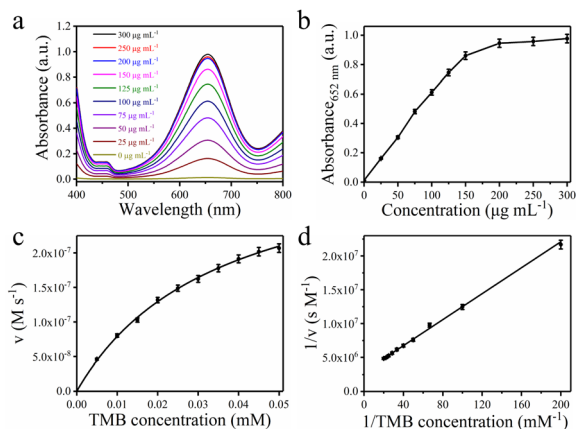 a
Absorbance (a.u.)
1.2
1.0
0.8
0.6
0.4
0.2
0.0
300 μg mL⁻¹
250 μg mL⁻¹
200 μg mL⁻¹
150 μg mL⁻¹
125 μg mL⁻¹
100 μg mL⁻¹
75 μg mL⁻¹
50 μg mL⁻¹
25 μg mL⁻¹
0 μg mL⁻¹
400 500 600 700 800
Wavelength (nm)
b
Absorbance652 nm (a.u.)
1.0
0.8
0.6
0.4
0.2
0.0
0 50 100 150 200 250 300
Concentration (μg mL⁻¹)
c
v (M s⁻¹)
2.0x10⁻⁷
1.5x10⁻⁷
1.0x10⁻⁷
5.0x10⁻⁸
0.0
0.00 0.01 0.02 0.03 0.04 0.05
TMB concentration (mM)
d
1/v (s M⁻¹)
2.0x10⁷
1.5x10⁷
1.0x10⁷
5.0x10⁶
0.0
0 40 80 120 160 200
1/TMB concentration (mM⁻¹)